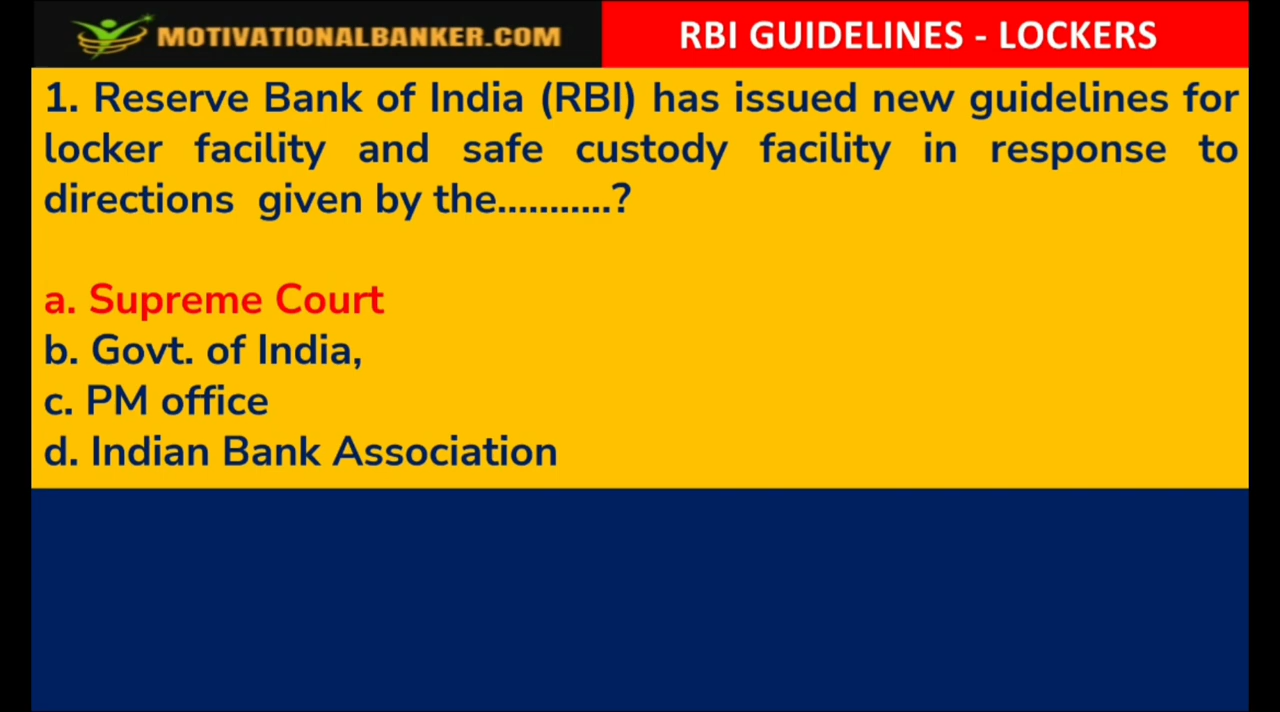 MOTIVATIONALBANKER.COM
RBI GUIDELINES - LOCKERS
1. Reserve Bank of India (RBI) has issued new guidelines for
locker facility and safe custody facility in response to
directions given by the...........?
a. Supreme Court
b. Govt. of India,
c. PM office
d. Indian Bank Association